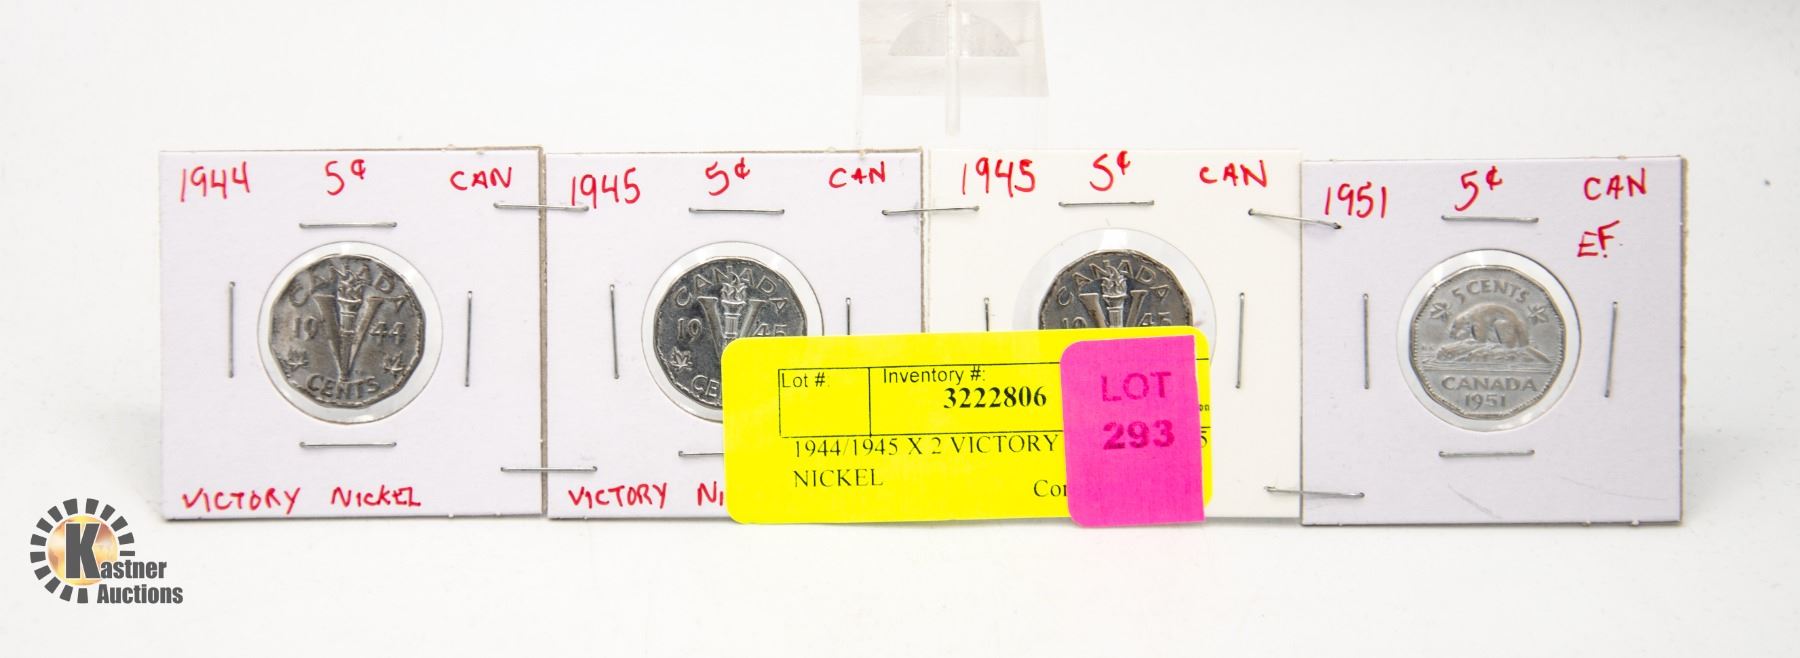 1944 5¢ CAN
CANADA
19 44
CENTS
VICTORY NICKEL
1945 5¢ CAN
CANADA
19 45
CE
VICTORY NI
1945 5¢ CAN
CANADA
19 45
1951 5¢ CAN
EF.
5 CENTS
CANADA
1951
Lot #: Inventory #:
3222806
1944/1945 X 2 VICTORY
NICKEL
LOT
293
Kastner
Auctions